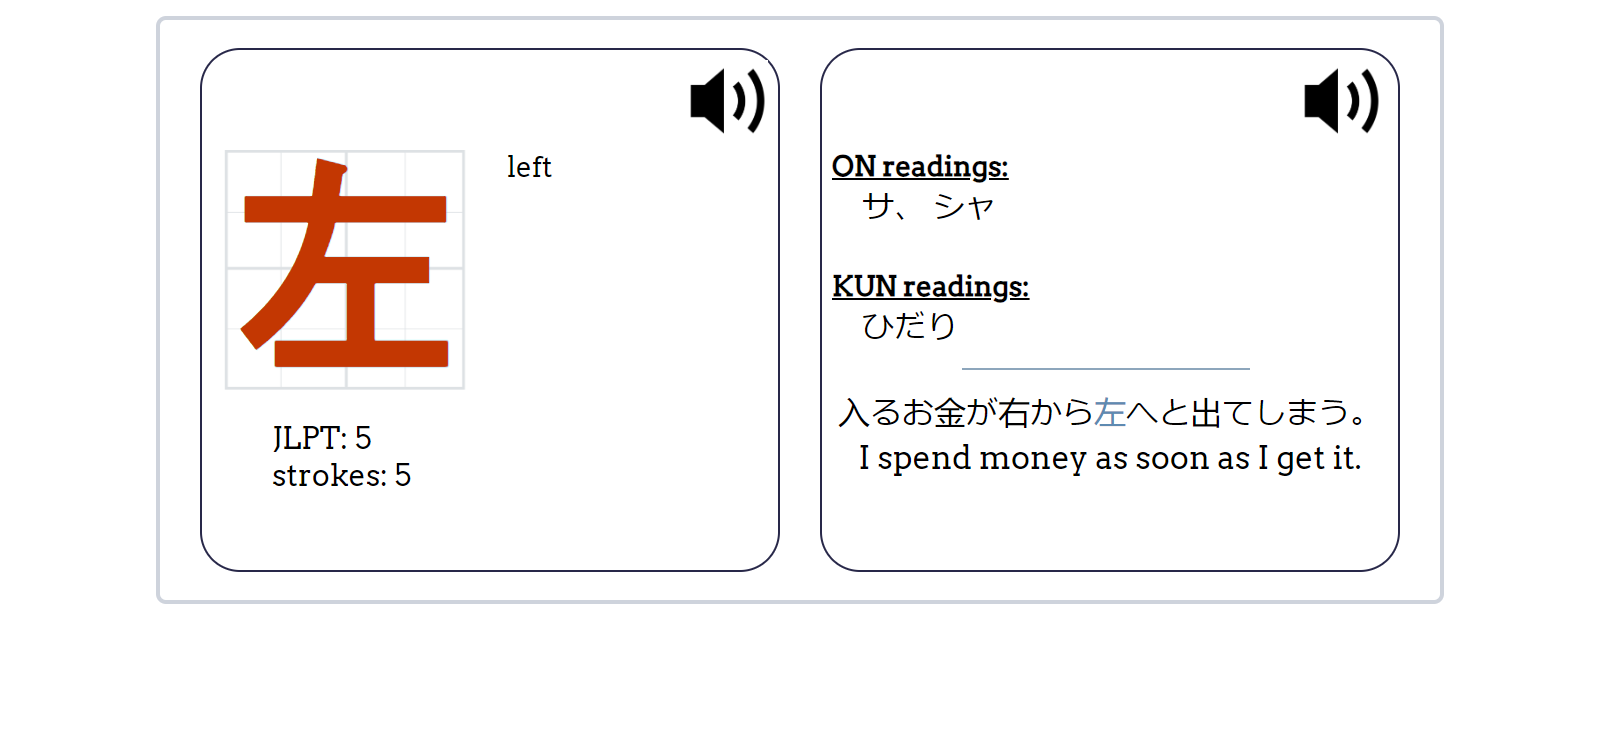 左
left
JLPT: 5
strokes: 5
ON readings:
サ、 シャ
KUN readings:
ひだり
入るお金が右から左へと出てしまう。
I spend money as soon as I get it.